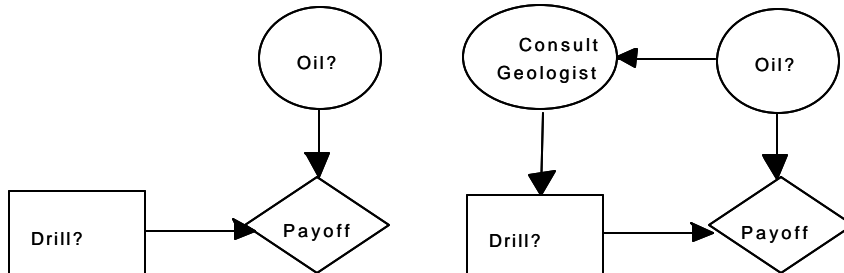 Oil?
Drill?
Payoff
Consult
Geologist
Oil?
Drill?
Payoff